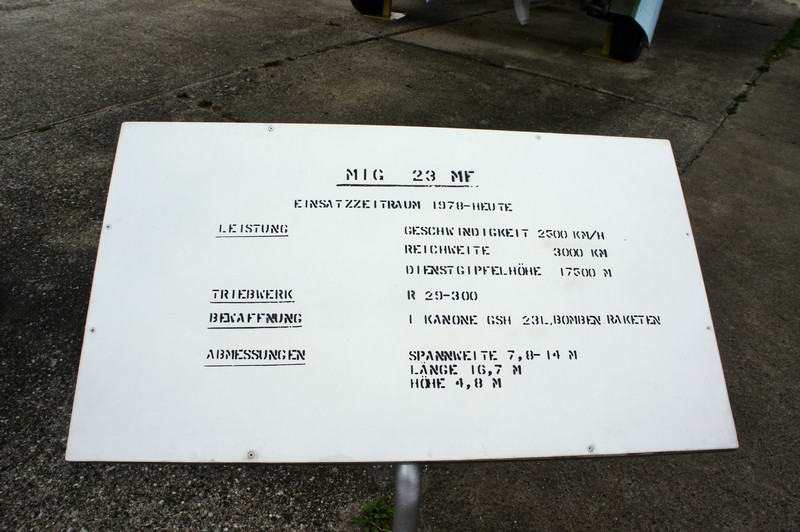 MIG 23 MF
EINSATZZEITRAUM 1978-HEUTE
LEISTUNG GESCHWINDIGKEIT 2500 KM/H
REICHWEITE 3000 KM
DIENSTGIPFELHÖHE 17500 M
TRIEBWERK R 29-300
BEWAFFNUNG 1 KANONE GSH 23L, BOMBEN RAKETEN
ABMESSUNGEN SPANNWEITE 7,8-14 M
LÄNGE 16,7 M
HÖHE 4,8 M